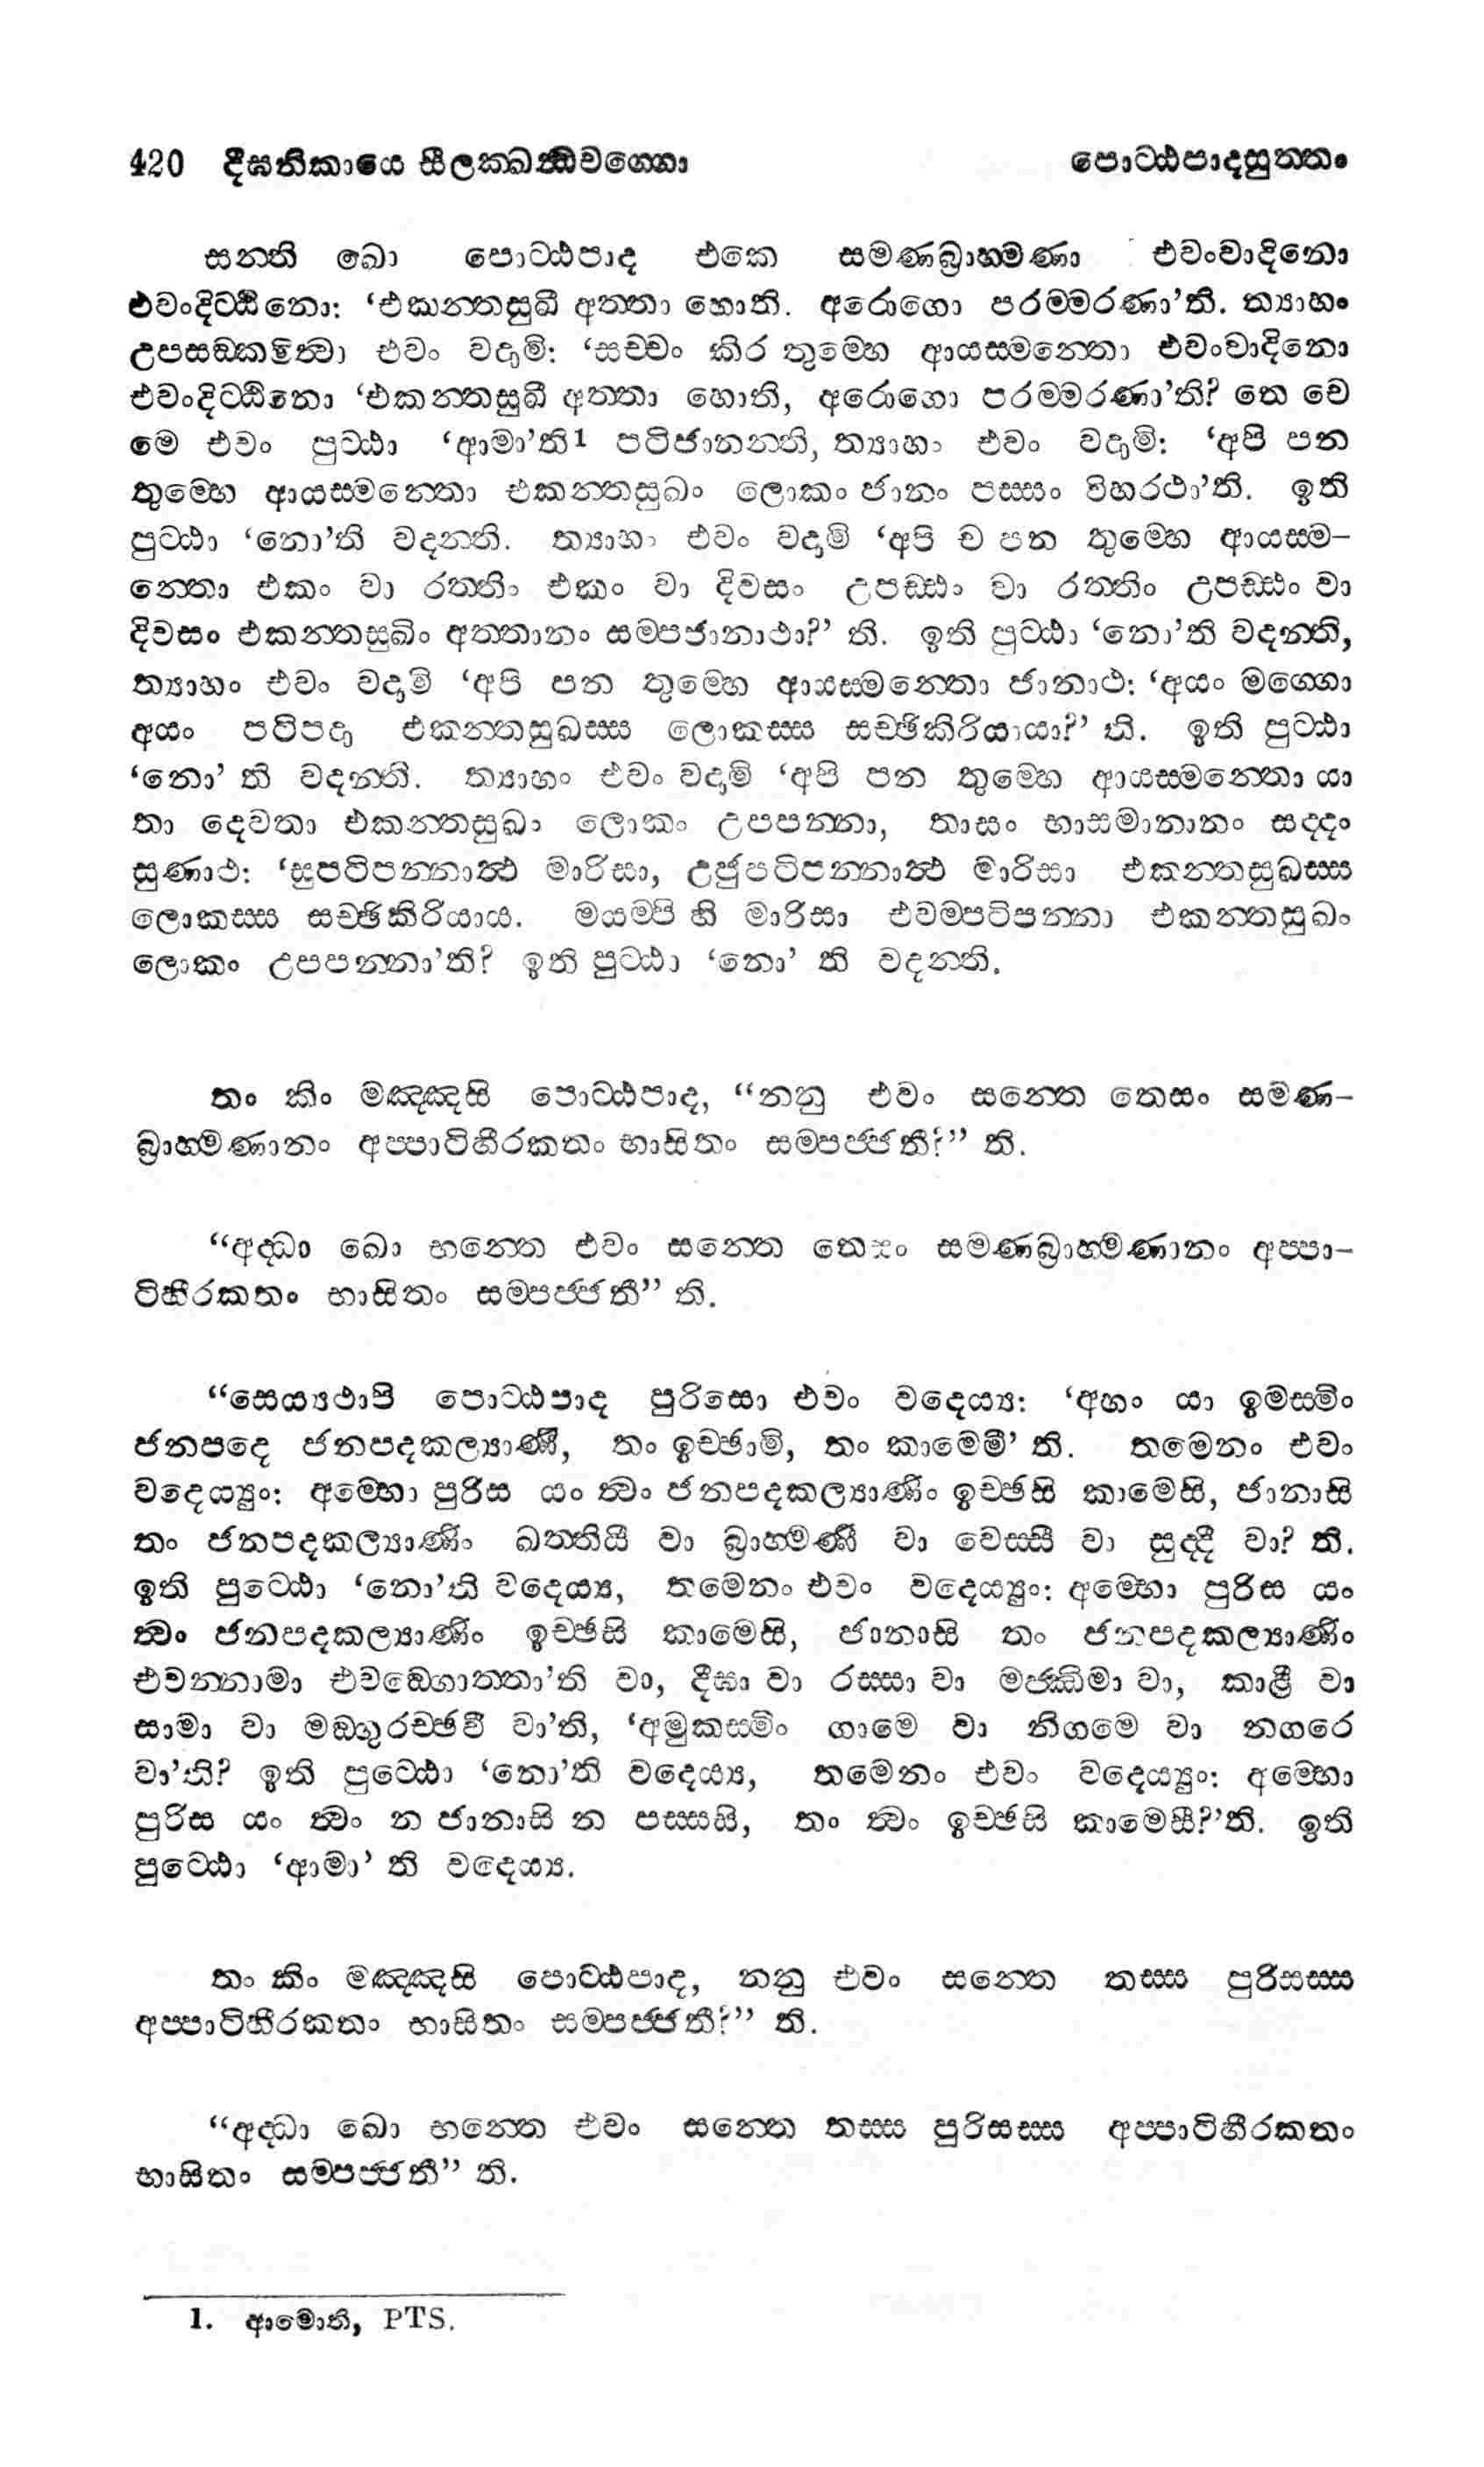 420 දීඝනිකායෙ සීලක්ඛන්ධවග්ගො පොට්ඨපාදසුත්තං
සන්ති ඛො පොට්ඨපාද එකෙ සමණබ්‍රාහ්මණා එවංවාදිනො
එවංදිට්ඨිනො: ‘එකන්තසුඛී අත්තා හොති. අරොගො පරම්මරණා’ති. ත්‍යාහං
උපසඞ්කමිත්වා එවං වදාමි: ‘සච්චං කිර තුම්හෙ ආයස්මන්තො එවංවාදිනො
එවංදිට්ඨිනො ‘එකන්තසුඛී අත්තා හොති, අරොගො පරම්මරණා’ති? තෙ චෙ
මෙ එවං පුට්ඨා ‘ආමා’ති1 පටිජානන්ති, ත්‍යාහං එවං වදාමි: ‘අපි පන
තුම්හෙ ආයස්මන්තො එකන්තසුඛං ලොකං ජානං පස්සං විහරථා’ති. ඉති
පුට්ඨා ‘නො’ති වදන්ති. ත්‍යාහං එවං වදාමි ‘අපි ච පන තුම්හෙ ආයස්ම-
න්තො එකං වා රත්තිං එකං වා දිවසං උපඩ්ඪං වා රත්තිං උපඩ්ඪං වා
දිවසං එකන්තසුඛිං අත්තානං සම්පජානාථා?’ ති. ඉති පුට්ඨා ‘නො’ති වදන්ති,
ත්‍යාහං එවං වදාමි ‘අපි පන තුම්හෙ ආයස්මන්තො ජානාථ: ‘අයං මග්ගො
අයං පටිපදා එකන්තසුඛස්ස ලොකස්ස සච්ඡිකිරියායා?’ ති. ඉති පුට්ඨා
‘නො’ ති වදන්ති. ත්‍යාහං එවං වදාමි ‘අපි පන තුම්හෙ ආයස්මන්තො යා
තා දෙවතා එකන්තසුඛං ලොකං උපපන්නා, තාසං භාසමානානං සද්දං
සුණාථ: ‘සුපටිපන්නාත්‍ථ මාරිසා, උජුපටිපන්නාත්‍ථ මාරිසා එකන්තසුඛස්ස
ලොකස්ස සච්ඡිකිරියාය. මයම්පි හි මාරිසා එවම්පටිපන්නා එකන්තසුඛං
ලොකං උපපන්නා’ති? ඉති පුට්ඨා ‘නො’ ති වදන්ති.
තං කිං මඤ්ඤසි පොට්ඨපාද, “නනු එවං සන්තෙ තෙසං සමණ-
බ්‍රාහ්මණානං අප්පාටිහීරකතං භාසිතං සම්පජ්ජතී?” ති.
“අද්ධා ඛො භන්තෙ එවං සන්තෙ තෙසං සමණබ්‍රාහ්මණානං අප්පා-
ටිහීරකතං භාසිතං සම්පජ්ජතී” ති.
“සෙය්‍යථාපි පොට්ඨපාද පුරිසො එවං වදෙය්‍ය: ‘අහං යා ඉමස්මිං
ජනපදෙ ජනපදකල්‍යාණී, තං ඉච්ඡාමි, තං කාමෙමී’ ති. තමෙනං එවං
වදෙය්‍යුං: අම්භො පුරිස යං ත්වං ජනපදකල්‍යාණිං ඉච්ඡසි කාමෙසි, ජානාසි
තං ජනපදකල්‍යාණිං ඛත්තියී වා බ්‍රාහ්මණී වා වෙස්සී වා සුද්දී වා? ති.
ඉති පුට්ඨො ‘නො’ති වදෙය්‍ය, තමෙනං එවං වදෙය්‍යුං: අම්භො පුරිස යං
ත්වං ජනපදකල්‍යාණිං ඉච්ඡසි කාමෙසි, ජානාසි තං ජනපදකල්‍යාණිං
එවන්නාමා එවඞ්ගොත්තා’ති වා, දීඝා වා රස්සා වා මජ්ඣිමා වා, කාළී වා
සාමා වා මඞ්ගුරච්ඡවී වා’ති, ‘අමුකස්මිං ගාමෙ වා නිගමෙ වා නගරෙ
වා’ති? ඉති පුට්ඨො ‘නො’ති වදෙය්‍ය, තමෙනං එවං වදෙය්‍යුං: අම්භො
පුරිස යං ත්වං න ජානාසි න පස්සසි, තං ත්වං ඉච්ඡසි කාමෙසී?’ති. ඉති
පුට්ඨො ‘ආමා’ ති වදෙය්‍ය.
තං කිං මඤ්ඤසි පොට්ඨපාද, නනු එවං සන්තෙ තස්ස පුරිසස්ස
අප්පාටිහීරකතං භාසිතං සම්පජ්ජතී?” ති.
“අද්ධා ඛො භන්තෙ එවං සන්තෙ තස්ස පුරිසස්ස අප්පාටිහීරකතං
භාසිතං සම්පජ්ජතී” ති.
1. ආමොති, PTS.